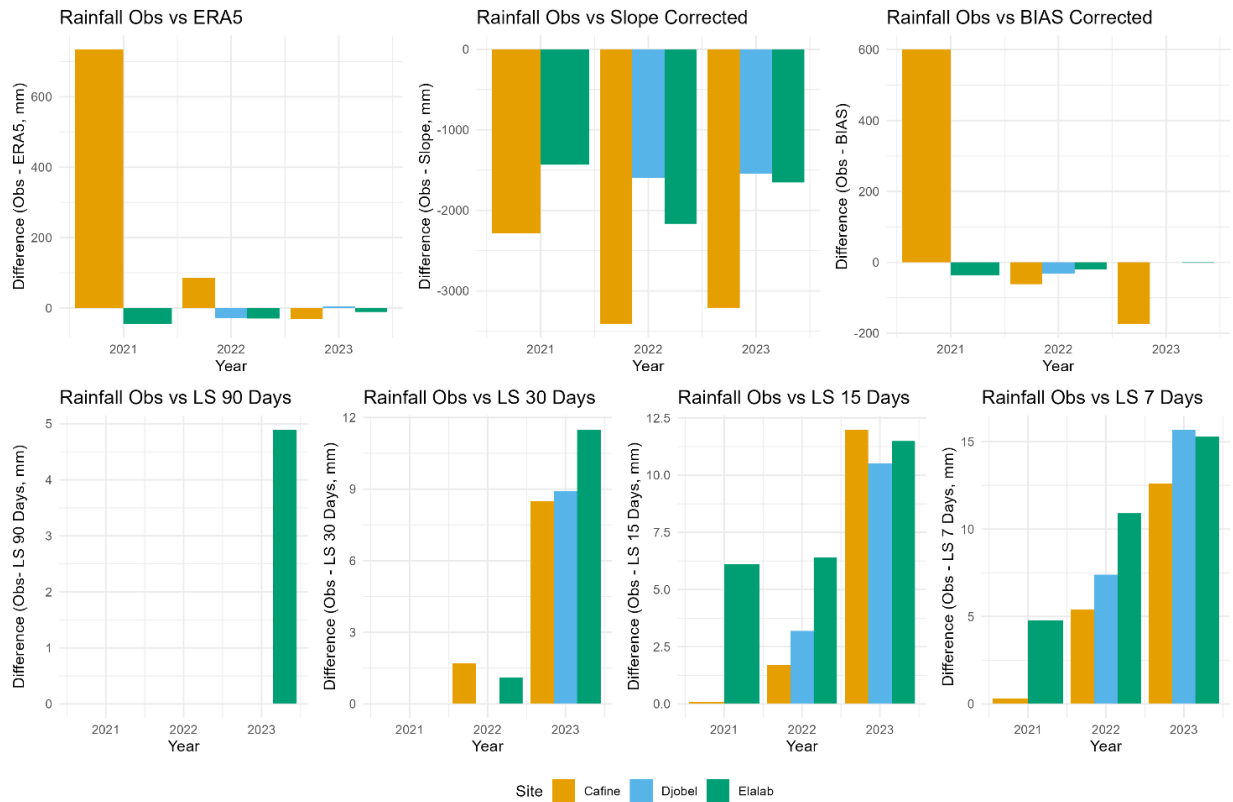 Rainfall Obs vs ERA5
Difference (Obs - ERA5, mm)
600
400
200
0
2021
2022
2023
Year
Rainfall Obs vs Slope Corrected
Difference (Obs - Slope, mm)
0
-1000
-2000
-3000
2021
2022
2023
Year
Rainfall Obs vs BIAS Corrected
Difference (Obs - BIAS)
600
400
200
0
-200
2021
2022
2023
Year
Rainfall Obs vs LS 90 Days
Difference (Obs- LS 90 Days, mm)
5
4
3
2
1
0
2021
2022
2023
Year
Rainfall Obs vs LS 30 Days
Difference (Obs - LS 30 Days, mm)
12
9
6
3
0
2021
2022
2023
Year
Rainfall Obs vs LS 15 Days
Difference (Obs - LS 15 Days, mm)
12.5
10.0
7.5
5.0
2.5
0.0
2021
2022
2023
Year
Rainfall Obs vs LS 7 Days
Difference (Obs - LS 7 Days, mm)
15
10
5
0
2021
2022
2023
Year
Site Cafine Djobel Elalab